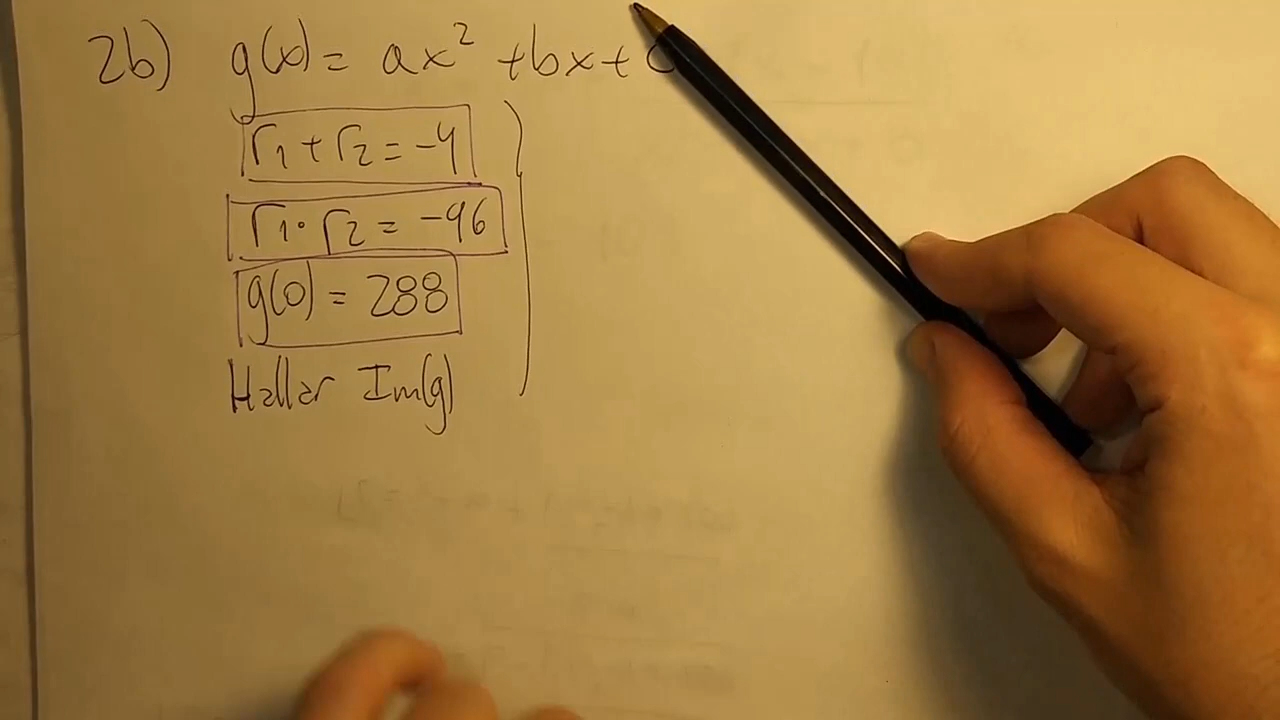 2b) g(x) = ax² + bx + c
r₁ + r₂ = -4
r₁ · r₂ = -96
g(0) = 288
Hallar Im(g)